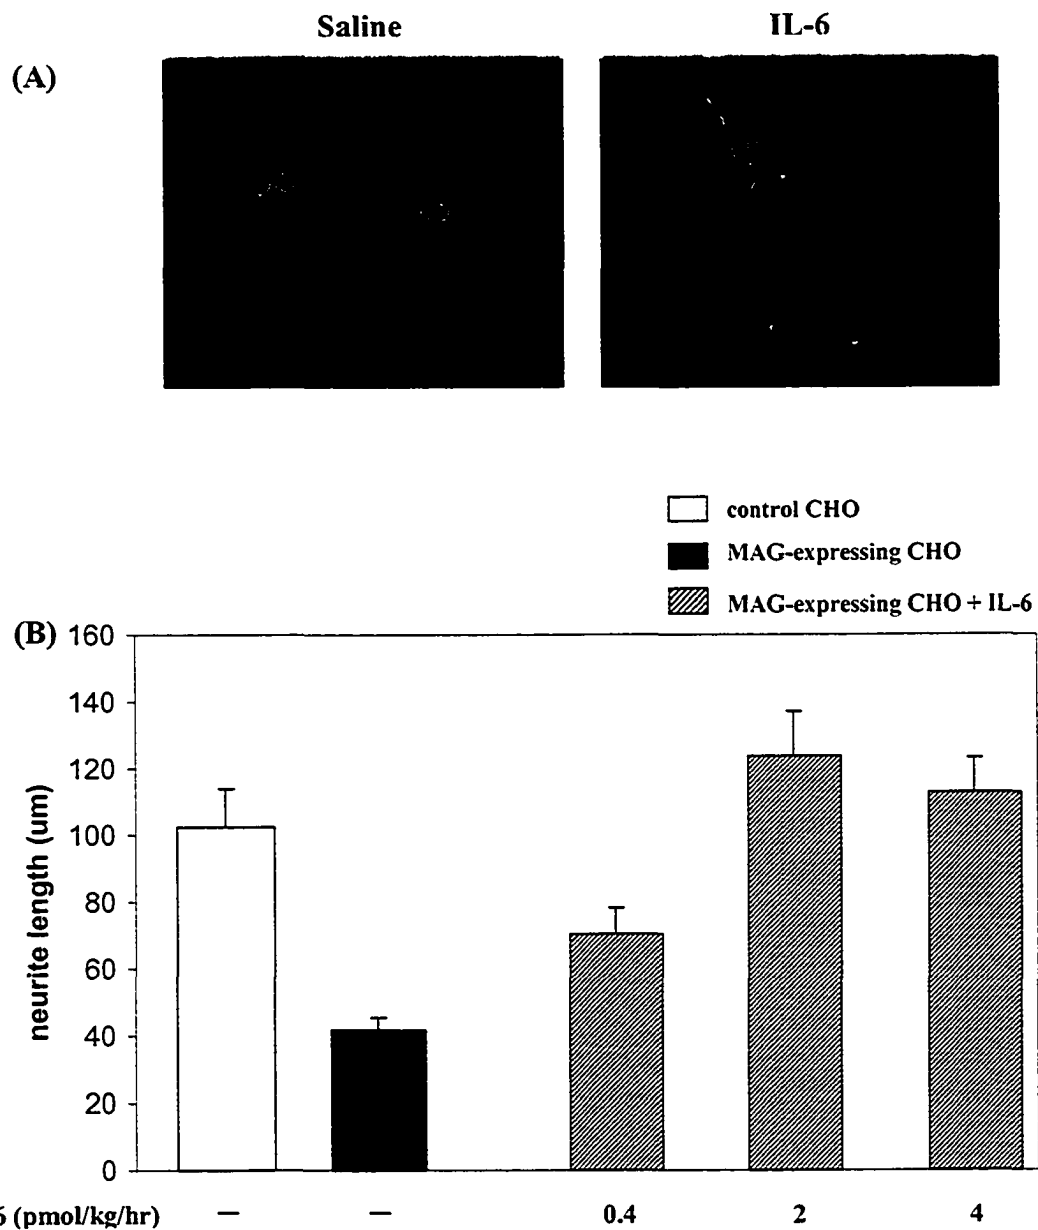 Saline
IL-6
(A)
control CHO
MAG-expressing CHO
MAG-expressing CHO + IL-6
(B)
160
140
120
100
80
60
40
20
0
neurite length (um)
6 (pmol/kg/hr) — — 0.4 2 4